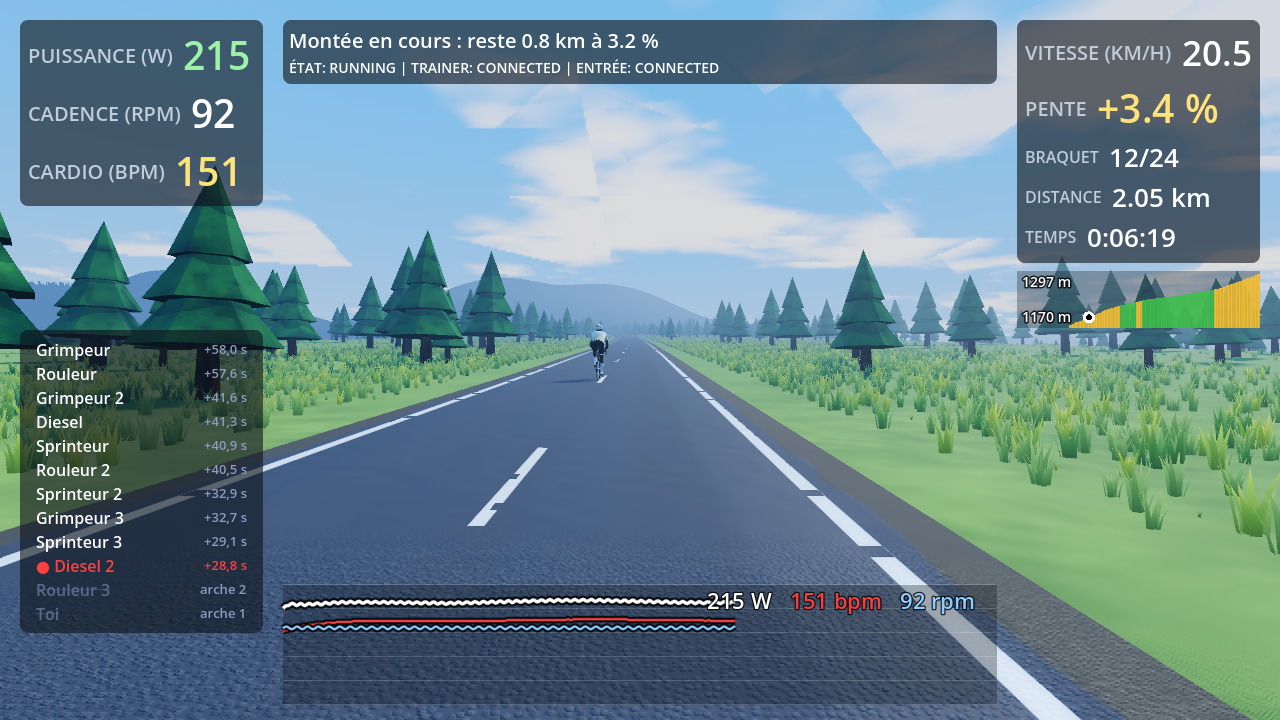 PUISSANCE (W) 215
CADENCE (RPM) 92
CARDIO (BPM) 151
Montée en cours : reste 0.8 km à 3.2 %
ÉTAT: RUNNING | TRAINER: CONNECTED | ENTRÉE: CONNECTED
VITESSE (KM/H) 20.5
PENTE +3.4 %
BRAQUET 12/24
DISTANCE 2.05 km
TEMPS 0:06:19
1297 m
1170 m
Grimpeur +58,0 s
Rouleur +57,6 s
Grimpeur 2 +41,6 s
Diesel +41,3 s
Sprinteur +40,9 s
Rouleur 2 +40,5 s
Sprinteur 2 +32,9 s
Grimpeur 3 +32,7 s
Sprinteur 3 +29,1 s
Diesel 2 +28,8 s
Rouleur 3 arche 2
Toi arche 1
215 W 151 bpm 92 rpm